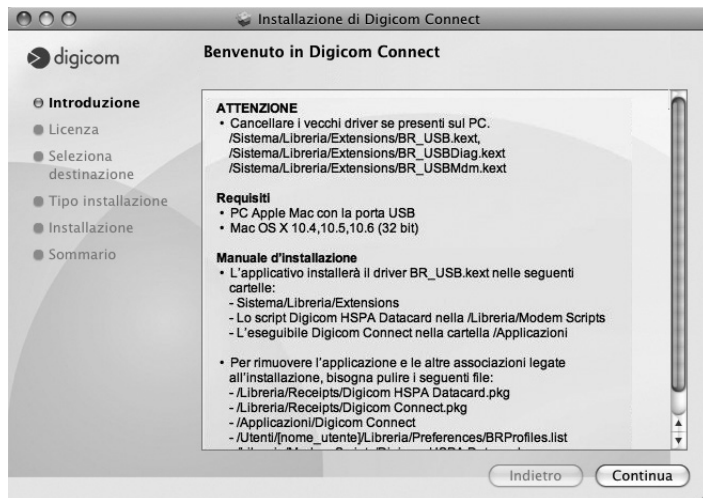 Installazione di Digicom Connect
digicom
Benvenuto in Digicom Connect
Introduzione
Licenza
Seleziona
destinazione
Tipo installazione
Installazione
Sommario
ATTENZIONE
• Cancellare i vecchi driver se presenti sul PC.
/Sistema/Libreria/Extensions/BR_USB.kext,
/Sistema/Libreria/Extensions/BR_USBDiag.kext
/Sistema/Libreria/Extensions/BR_USBMdm.kext
Requisiti
• PC Apple Mac con la porta USB
• Mac OS X 10.4,10.5,10.6 (32 bit)
Manuale d'installazione
• L'applicativo installerà il driver BR_USB.kext nelle seguenti
cartelle:
- Sistema/Libreria/Extensions
- Lo script Digicom HSPA Datacard nella /Libreria/Modem Scripts
- L'eseguibile Digicom Connect nella cartella /Applicazioni
• Per rimuovere l'applicazione e le altre associazioni legate
all'installazione, bisogna pulire i seguenti file:
- /Libreria/Receipts/Digicom HSPA Datacard.pkg
- /Libreria/Receipts/Digicom Connect.pkg
- /Applicazioni/Digicom Connect
- /Utenti/[nome_utente]/Libreria/Preferences/BRProfiles.list
Indietro
Continua